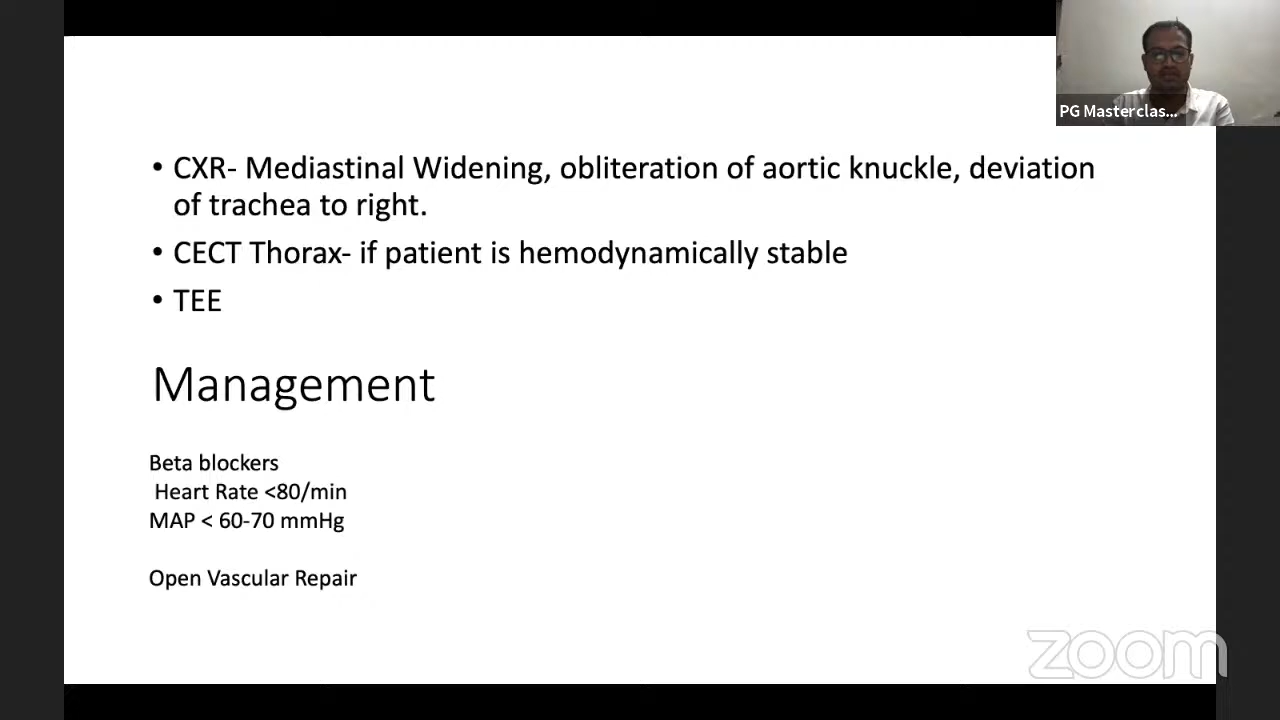 PG Masterclas...
• CXR- Mediastinal Widening, obliteration of aortic knuckle, deviation
of trachea to right.
• CECT Thorax- if patient is hemodynamically stable
• TEE
Management
Beta blockers
Heart Rate <80/min
MAP < 60-70 mmHg
Open Vascular Repair
zoom